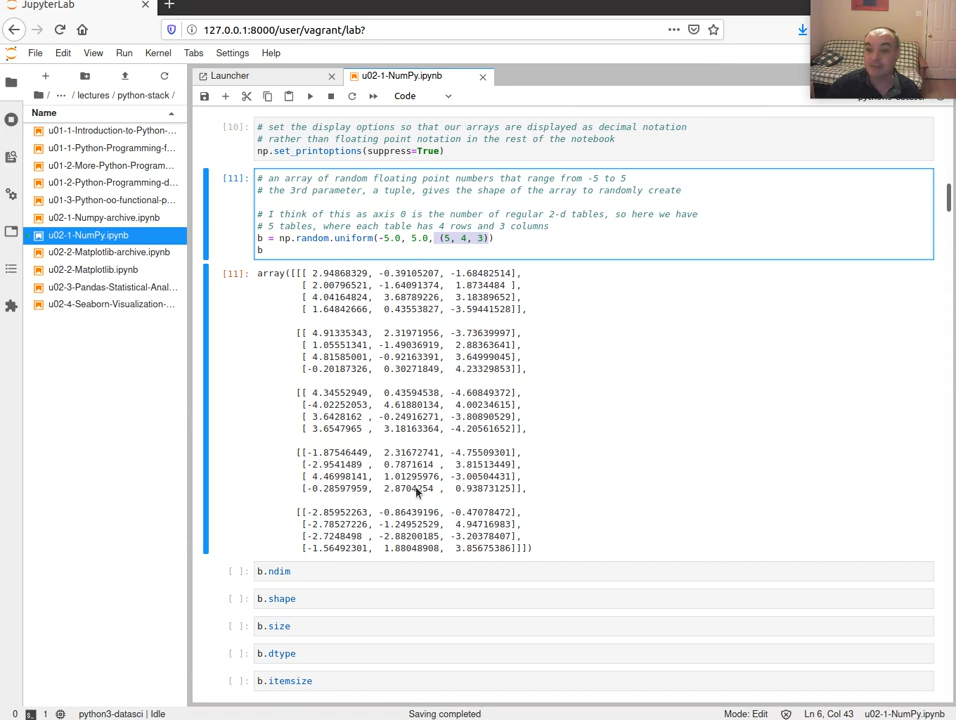 JupyterLab
127.0.0.1:8000/user/vagrant/lab?
File Edit View Run Kernel Tabs Settings Help
/ ··· / lectures / python-stack /
Name
u01-1-Introduction-to-Python-...
u01-1-Python-Programming-f...
u01-2-More-Python-Program...
u01-2-Python-Programming-d...
u01-3-Python-oo-functional-p...
u02-1-Numpy-archive.ipynb
u02-1-NumPy.ipynb
u02-2-Matplotlib-archive.ipynb
u02-2-Matplotlib.ipynb
u02-3-Pandas-Statistical-Anal...
u02-4-Seaborn-Visualization-...
Launcher
u02-1-NumPy.ipynb
Code
[10]:
# set the display options so that our arrays are displayed as decimal notation
# rather than floating point notation in the rest of the notebook
np.set_printoptions(suppress=True)
[11]:
# an array of random floating point numbers that range from -5 to 5
# the 3rd parameter, a tuple, gives the shape of the array to randomly create
# I think of this as axis 0 is the number of regular 2-d tables, so here we have
# 5 tables, where each table has 4 rows and 3 columns
b = np.random.uniform(-5.0, 5.0, (5, 4, 3))
b
[11]:
array([[[ 2.94868329, -0.39105207, -1.68482514],
[ 2.00796521, -1.64091374, 1.8734484 ],
[ 4.04164824, 3.68789226, 3.18389652],
[ 1.64842666, 0.43553827, -3.59441528]],
[[ 4.91335343, 2.31971956, -3.73639997],
[ 1.05551341, -1.49036919, 2.88363641],
[ 4.81585001, -0.92163391, 3.64999045],
[-0.20187326, 0.30271849, 4.23329853]],
[[ 4.34552949, 0.43594538, -4.60849372],
[-4.02252053, 4.61880134, 4.00234615],
[ 3.6428162 , -0.24916271, -3.80890529],
[ 3.6547965 , 3.18163364, -4.20561652]],
[[-1.87546449, 2.31672741, -4.75509301],
[-2.9541489 , 0.7871614 , 3.81513449],
[ 4.46998141, 1.01295976, -3.00504431],
[-0.28597959, 2.8704254 , 0.93873125]],
[[-2.85952263, -0.86439196, -0.47078472],
[-2.78527226, -1.24952529, 4.94716983],
[-2.7248498 , -2.88200185, -3.20378407],
[-1.56492301, 1.88048908, 3.85675386]]])
[ ]:
b.ndim
[ ]:
b.shape
[ ]:
b.size
[ ]:
b.dtype
[ ]:
b.itemsize
0 1 python3-datasci | Idle Saving completed Mode: Edit Ln 6, Col 43 u02-1-NumPy.ipynb